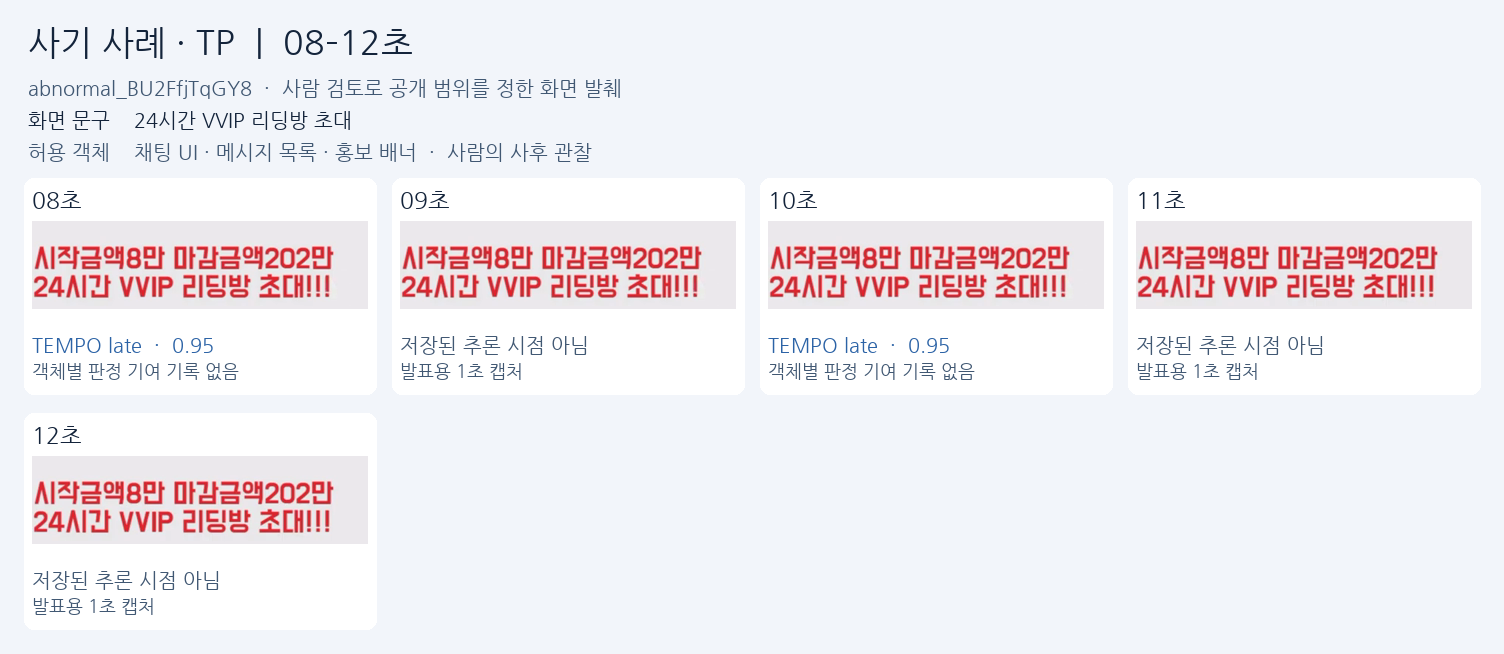 사기 사례 · TP | 08–12초
abnormal_BU2FfjTqGY8 · 사람 검토로 공개 범위를 정한 화면 발췌
화면 문구 24시간 VVIP 리딩방 초대
허용 객체 채팅 UI · 메시지 목록 · 홍보 배너 · 사람의 사후 관찰
08초
시작금액8만 마감금액202만
24시간 VVIP 리딩방 초대!!!
TEMPO late · 0.95
객체별 판정 기여 기록 없음
09초
시작금액8만 마감금액202만
24시간 VVIP 리딩방 초대!!!
저장된 추론 시점 아님
발표용 1초 캡처
10초
시작금액8만 마감금액202만
24시간 VVIP 리딩방 초대!!!
TEMPO late · 0.95
객체별 판정 기여 기록 없음
11초
시작금액8만 마감금액202만
24시간 VVIP 리딩방 초대!!!
저장된 추론 시점 아님
발표용 1초 캡처
12초
시작금액8만 마감금액202만
24시간 VVIP 리딩방 초대!!!
저장된 추론 시점 아님
발표용 1초 캡처